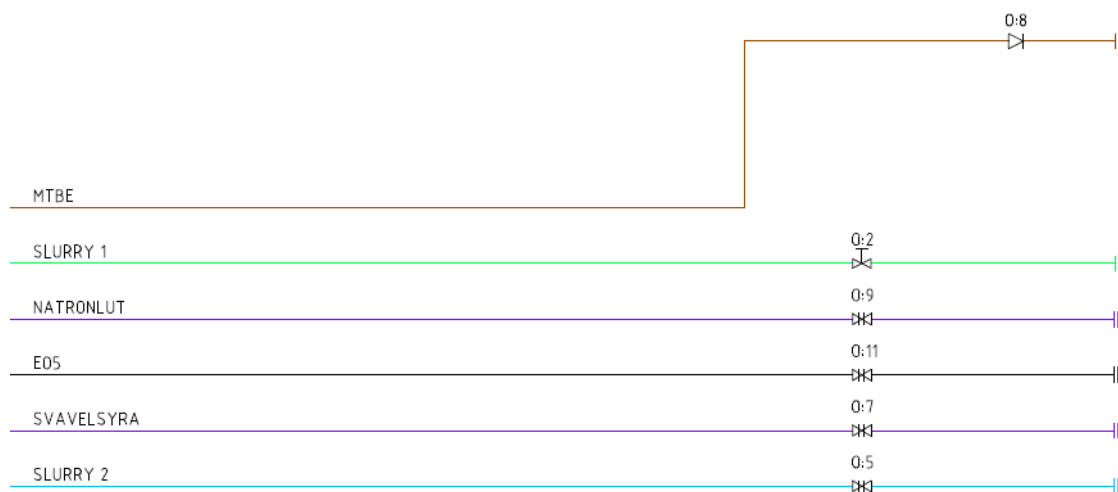 0:8
MTBE
0:2
SLURRY 1
0:9
NATRONLUT
0:11
E05
0:7
SVAVELSYRA
0:5
SLURRY 2